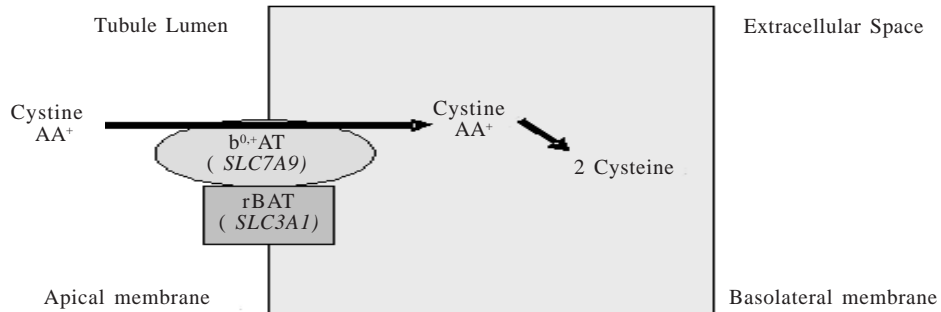 Tubule Lumen
Extracellular Space
Cystine
AA⁺
Cystine
AA⁺
b⁰,⁺AT
( SLC7A9)
2 Cysteine
rBAT
( SLC3A1)
Apical membrane
Basolateral membrane